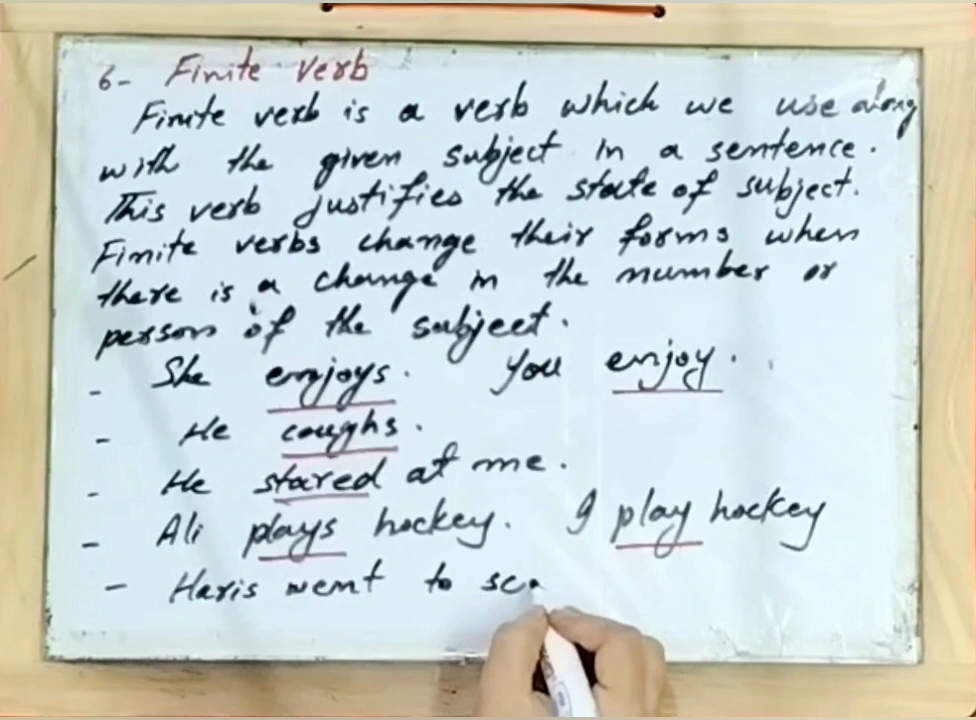 6- Finite verb
Finite verb is a verb which we use along
with the given subject in a sentence.
This verb justifies the state of subject.
Finite verbs change their forms when
there is a change in the number or
person of the subject.
- She enjoys. You enjoy.
- He coughs.
- He stared at me.
- Ali plays hockey. I play hockey
- Haris went to sc